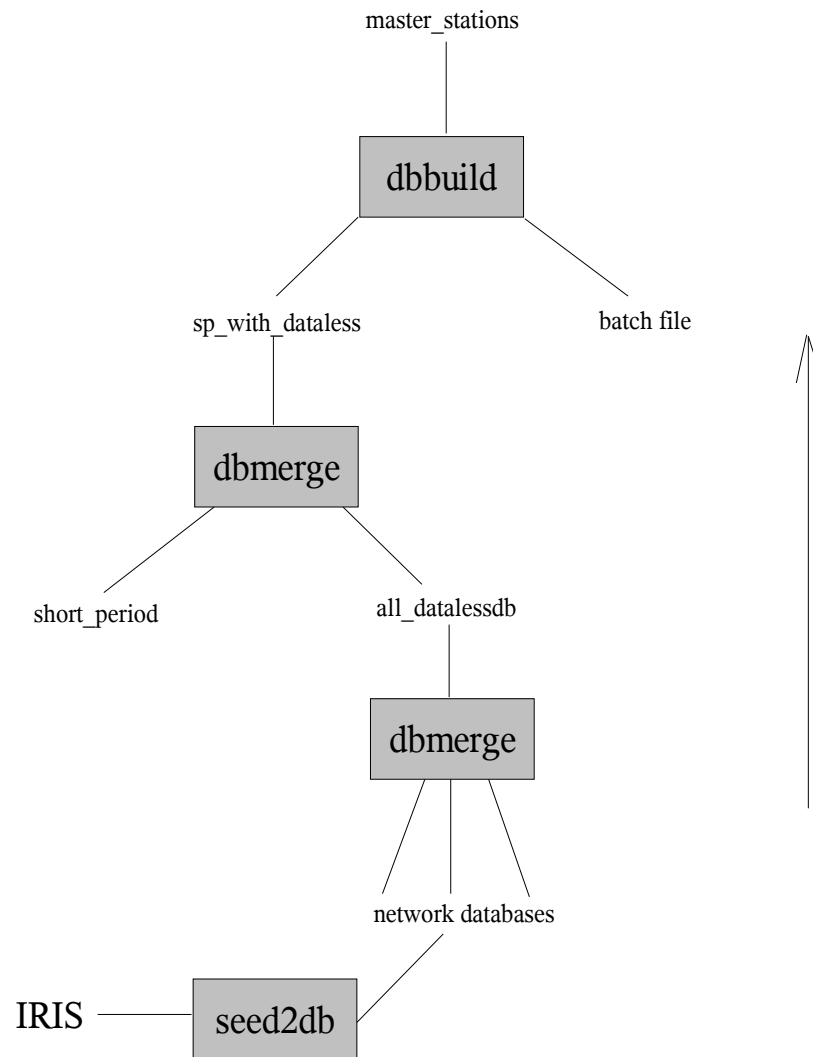 master_stations
dbbuild
sp_with_dataless
batch file
dbmerge
short_period
all_datalessdb
dbmerge
network databases
IRIS
seed2db